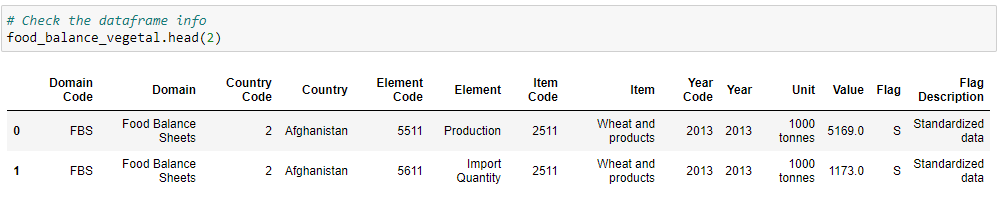 # Check the dataframe info
food_balance_vegetal.head(2)
Domain Code Domain Country Code Country Element Code Element Item Code Item Year Code Year Unit Value Flag Flag Description
0 FBS Food Balance Sheets 2 Afghanistan 5511 Production 2511 Wheat and products 2013 2013 1000 tonnes 5169.0 S Standardized data
1 FBS Food Balance Sheets 2 Afghanistan 5611 Import Quantity 2511 Wheat and products 2013 2013 1000 tonnes 1173.0 S Standardized data